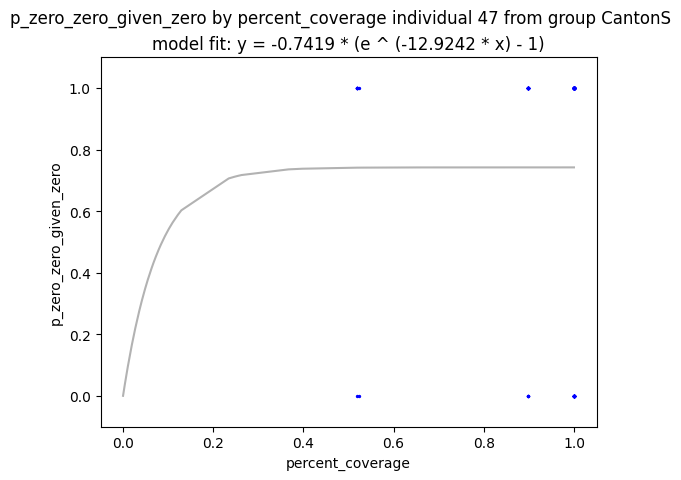 p_zero_zero_given_zero by percent_coverage individual 47 from group CantonS
model fit: y = -0.7419 * (e ^ (-12.9242 * x) - 1)
1.0
0.8
0.6
0.4
0.2
0.0
p_zero_zero_given_zero
0.0 0.2 0.4 0.6 0.8 1.0
percent_coverage